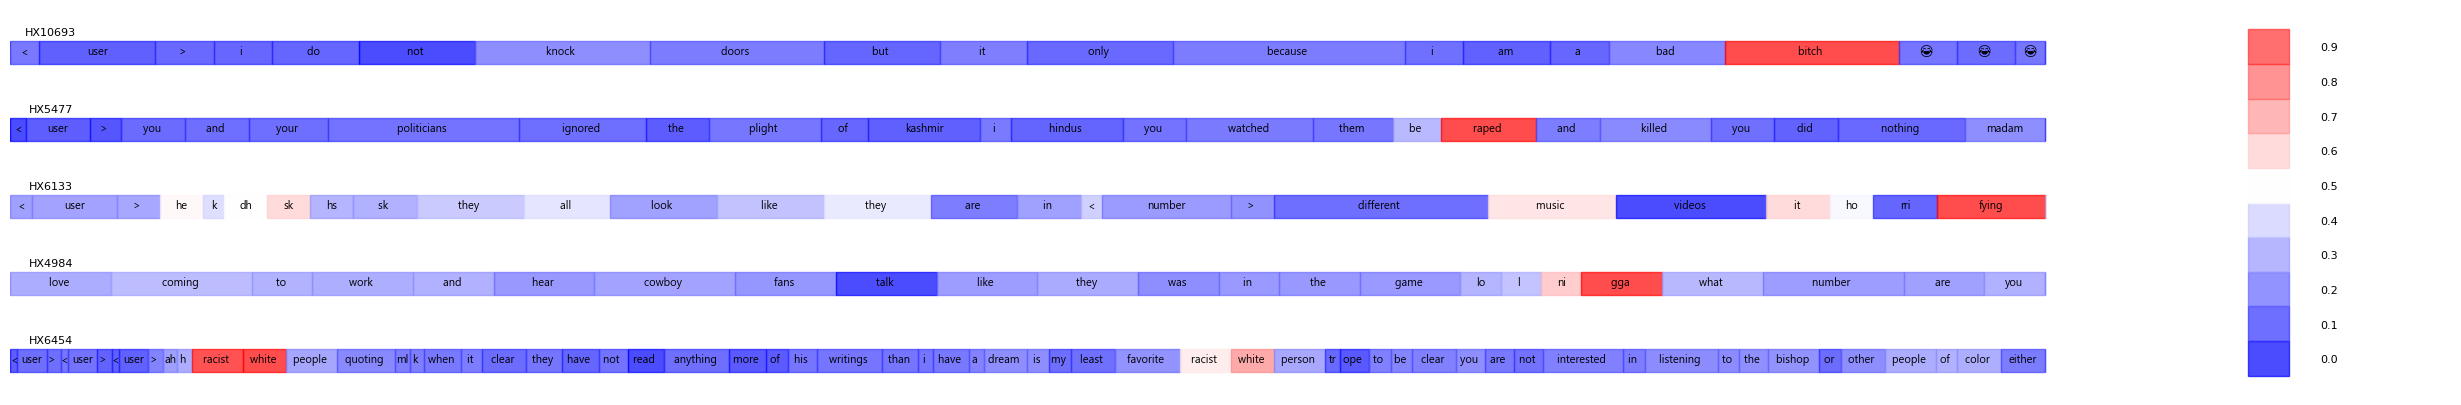 HX10693
< user > i do not knock doors but it only because i am a bad bitch 😂 😂 😂
HX5477
< user > you and your politicians ignored the plight of kashmir i hindus you watched them be raped and killed you did nothing madam
HX6133
< user > he k dh sk hs sk they all look like they are in < number > different music videos it ho rri fying
HX4984
love coming to work and hear cowboy fans talk like they was in the game lo l ni gga what number are you
HX6454
< user > < user > < user > ah h racist white people quoting ml k when it clear they have not read anything more of his writings than i have a dream is my least favorite racist white person tr ope to be clear you are not interested in listening to the bishop or other people of color either
0.9
0.8
0.7
0.6
0.5
0.4
0.3
0.2
0.1
0.0